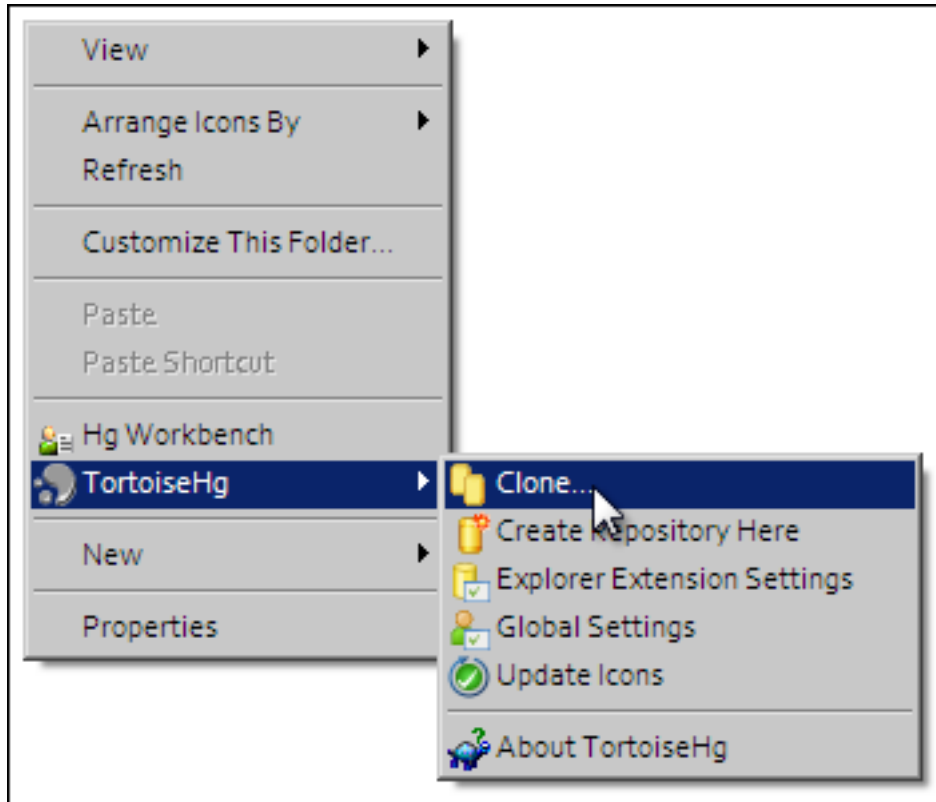 View
Arrange Icons By
Refresh
Customize This Folder...
Paste
Paste Shortcut
Hg Workbench
TortoiseHg
New
Properties
Clone...
Create Repository Here
Explorer Extension Settings
Global Settings
Update Icons
About TortoiseHg